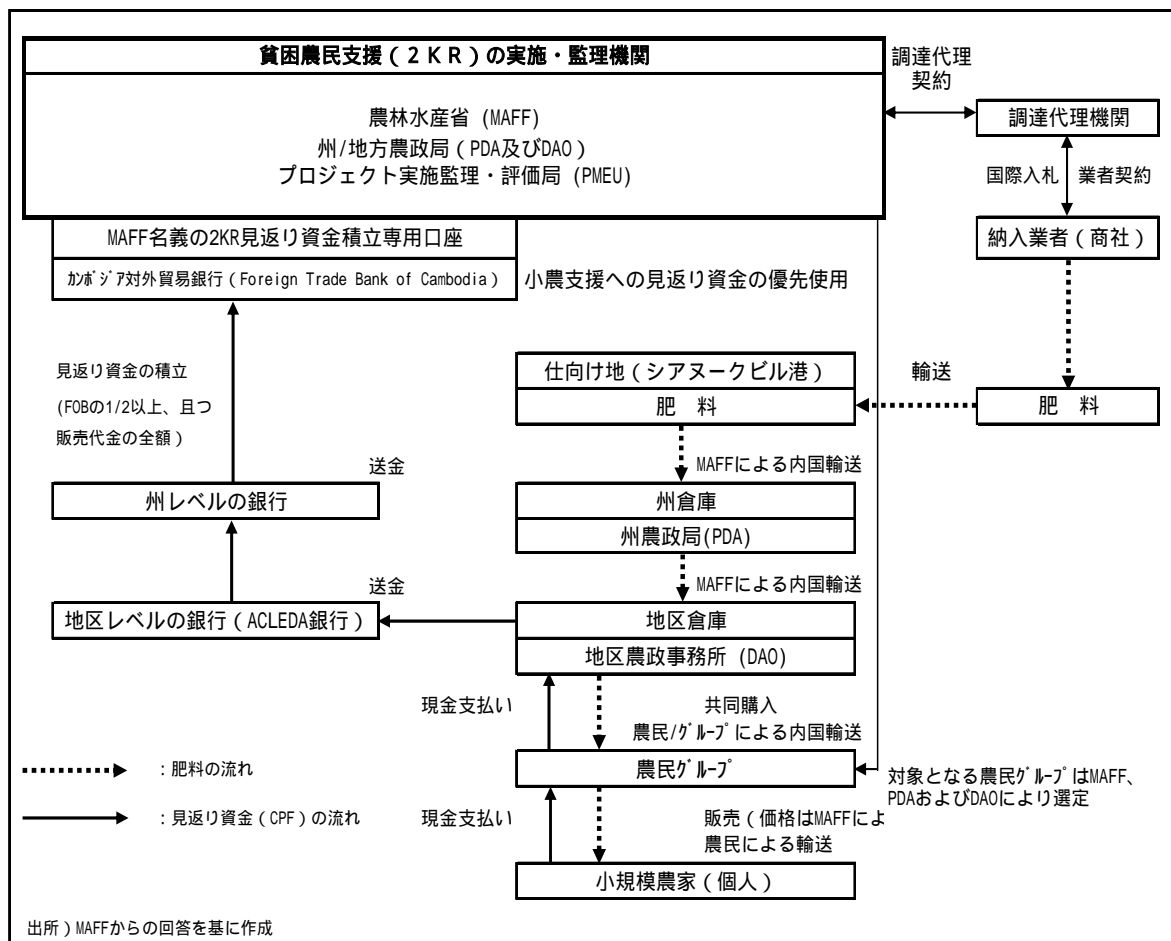 貧困農民支援（２ＫＲ）の実施・監理機関
農林水産省 (MAFF)
州/地方農政局（PDA及びDAO）
プロジェクト実施監理・評価局 (PMEU)
調達代理
契約
調達代理機関
国際入札
業者契約
納入業者（商社）
MAFF名義の2KR見返り資金積立専用口座
ｶﾝﾎﾞｼﾞｱ対外貿易銀行（Foreign Trade Bank of Cambodia）
小農支援への見返り資金の優先使用
見返り資金の積立
(FOBの1/2以上、且つ
販売代金の全額）
仕向け地（シアヌークビル港）
肥　料
輸送
肥　料
MAFFによる内国輸送
送金
州レベルの銀行
州倉庫
州農政局(PDA)
MAFFによる内国輸送
送金
地区レベルの銀行（ACLEDA銀行）
地区倉庫
地区農政事務所 (DAO)
現金支払い
共同購入
農民/ｸﾞﾙｰﾌﾟによる内国輸送
：肥料の流れ
農民ｸﾞﾙｰﾌﾟ
対象となる農民ｸﾞﾙｰﾌﾟはMAFF、
PDAおよびDAOにより選定
：見返り資金（CPF）の流れ
現金支払い
販売（価格はMAFFによ
農民による輸送
小規模農家（個人）
出所）MAFFからの回答を基に作成